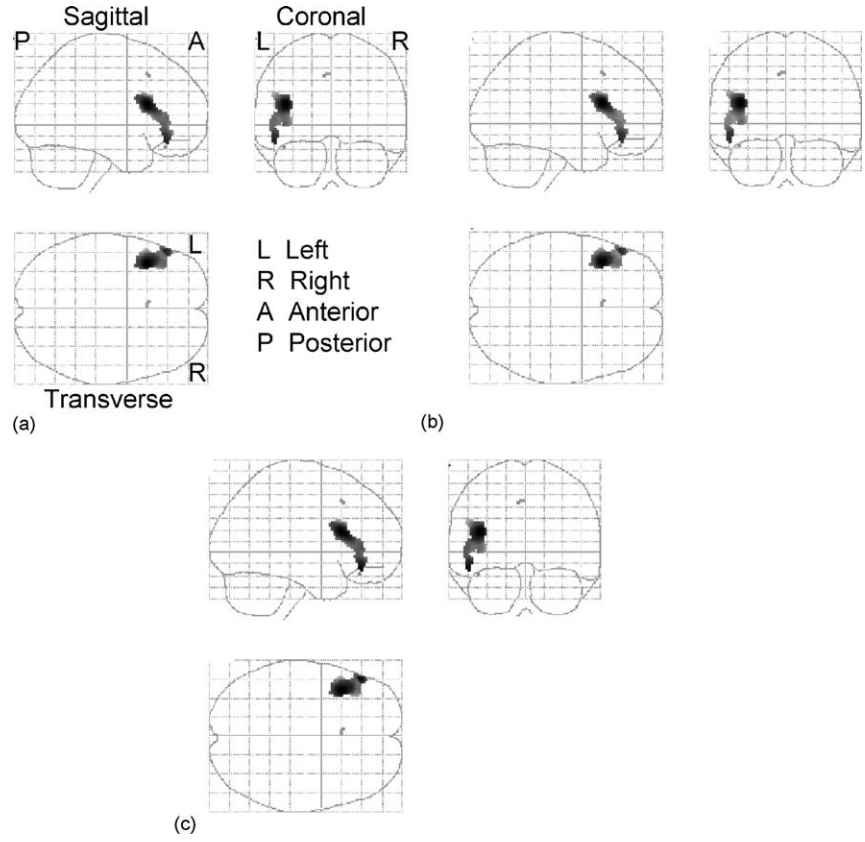 Sagittal
Coronal
P A L R
L
L Left
R Right
A Anterior
P Posterior
R
Transverse
(a)
(b)
(c)